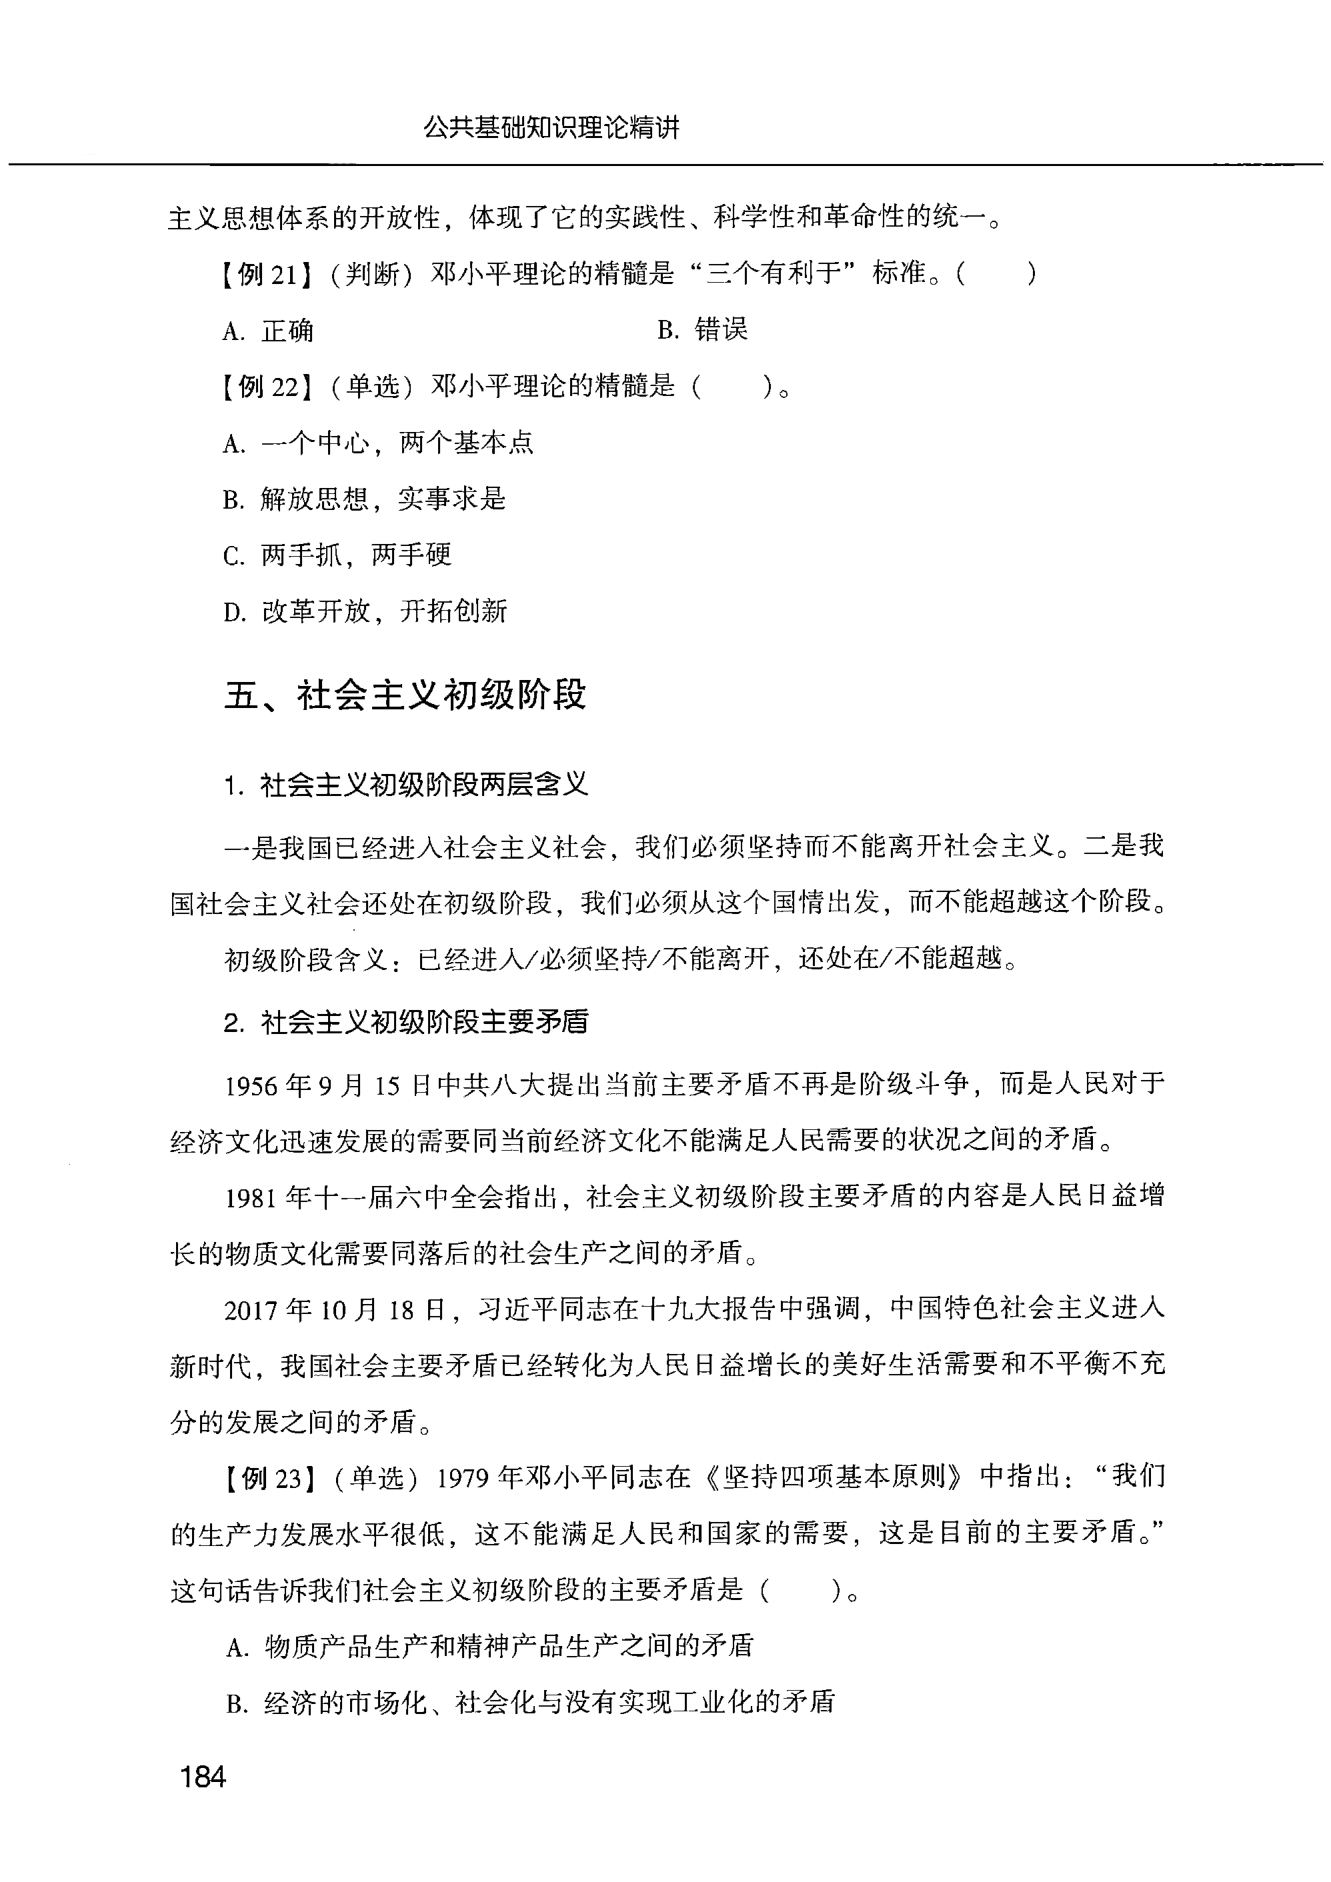 公共基础知识理论精讲
主义思想体系的开放性，体现了它的实践性、科学性和革命性的统一。
【例 21】（判断）邓小平理论的精髓是“三个有利于”标准。（　　）
A. 正确　　B. 错误
【例 22】（单选）邓小平理论的精髓是（　　）。
A. 一个中心，两个基本点
B. 解放思想，实事求是
C. 两手抓，两手硬
D. 改革开放，开拓创新
五、社会主义初级阶段
1. 社会主义初级阶段两层含义
一是我国已经进入社会主义社会，我们必须坚持而不能离开社会主义。二是我
国社会主义社会还处在初级阶段，我们必须从这个国情出发，而不能超越这个阶段。
初级阶段含义：已经进入/必须坚持/不能离开，还处在/不能超越。
2. 社会主义初级阶段主要矛盾
1956 年 9 月 15 日中共八大提出当前主要矛盾不再是阶级斗争，而是人民对于
经济文化迅速发展的需要同当前经济文化不能满足人民需要的状况之间的矛盾。
1981 年十一届六中全会指出，社会主义初级阶段主要矛盾的内容是人民日益增
长的物质文化需要同落后的社会生产之间的矛盾。
2017 年 10 月 18 日，习近平同志在十九大报告中强调，中国特色社会主义进入
新时代，我国社会主要矛盾已经转化为人民日益增长的美好生活需要和不平衡不充
分的发展之间的矛盾。
【例 23】（单选）1979 年邓小平同志在《坚持四项基本原则》中指出：“我们
的生产力发展水平很低，这不能满足人民和国家的需要，这是目前的主要矛盾。”
这句话告诉我们社会主义初级阶段的主要矛盾是（　　）。
A. 物质产品生产和精神产品生产之间的矛盾
B. 经济的市场化、社会化与没有实现工业化的矛盾
184